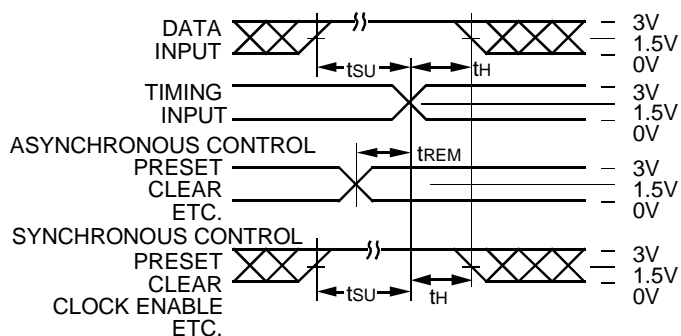 DATA
INPUT
3V
1.5V
0V
tSU
tH
TIMING
INPUT
3V
1.5V
0V
ASYNCHRONOUS CONTROL
PRESET
CLEAR
ETC.
tREM
3V
1.5V
0V
SYNCHRONOUS CONTROL
PRESET
CLEAR
CLOCK ENABLE
ETC.
tSU
tH
3V
1.5V
0V